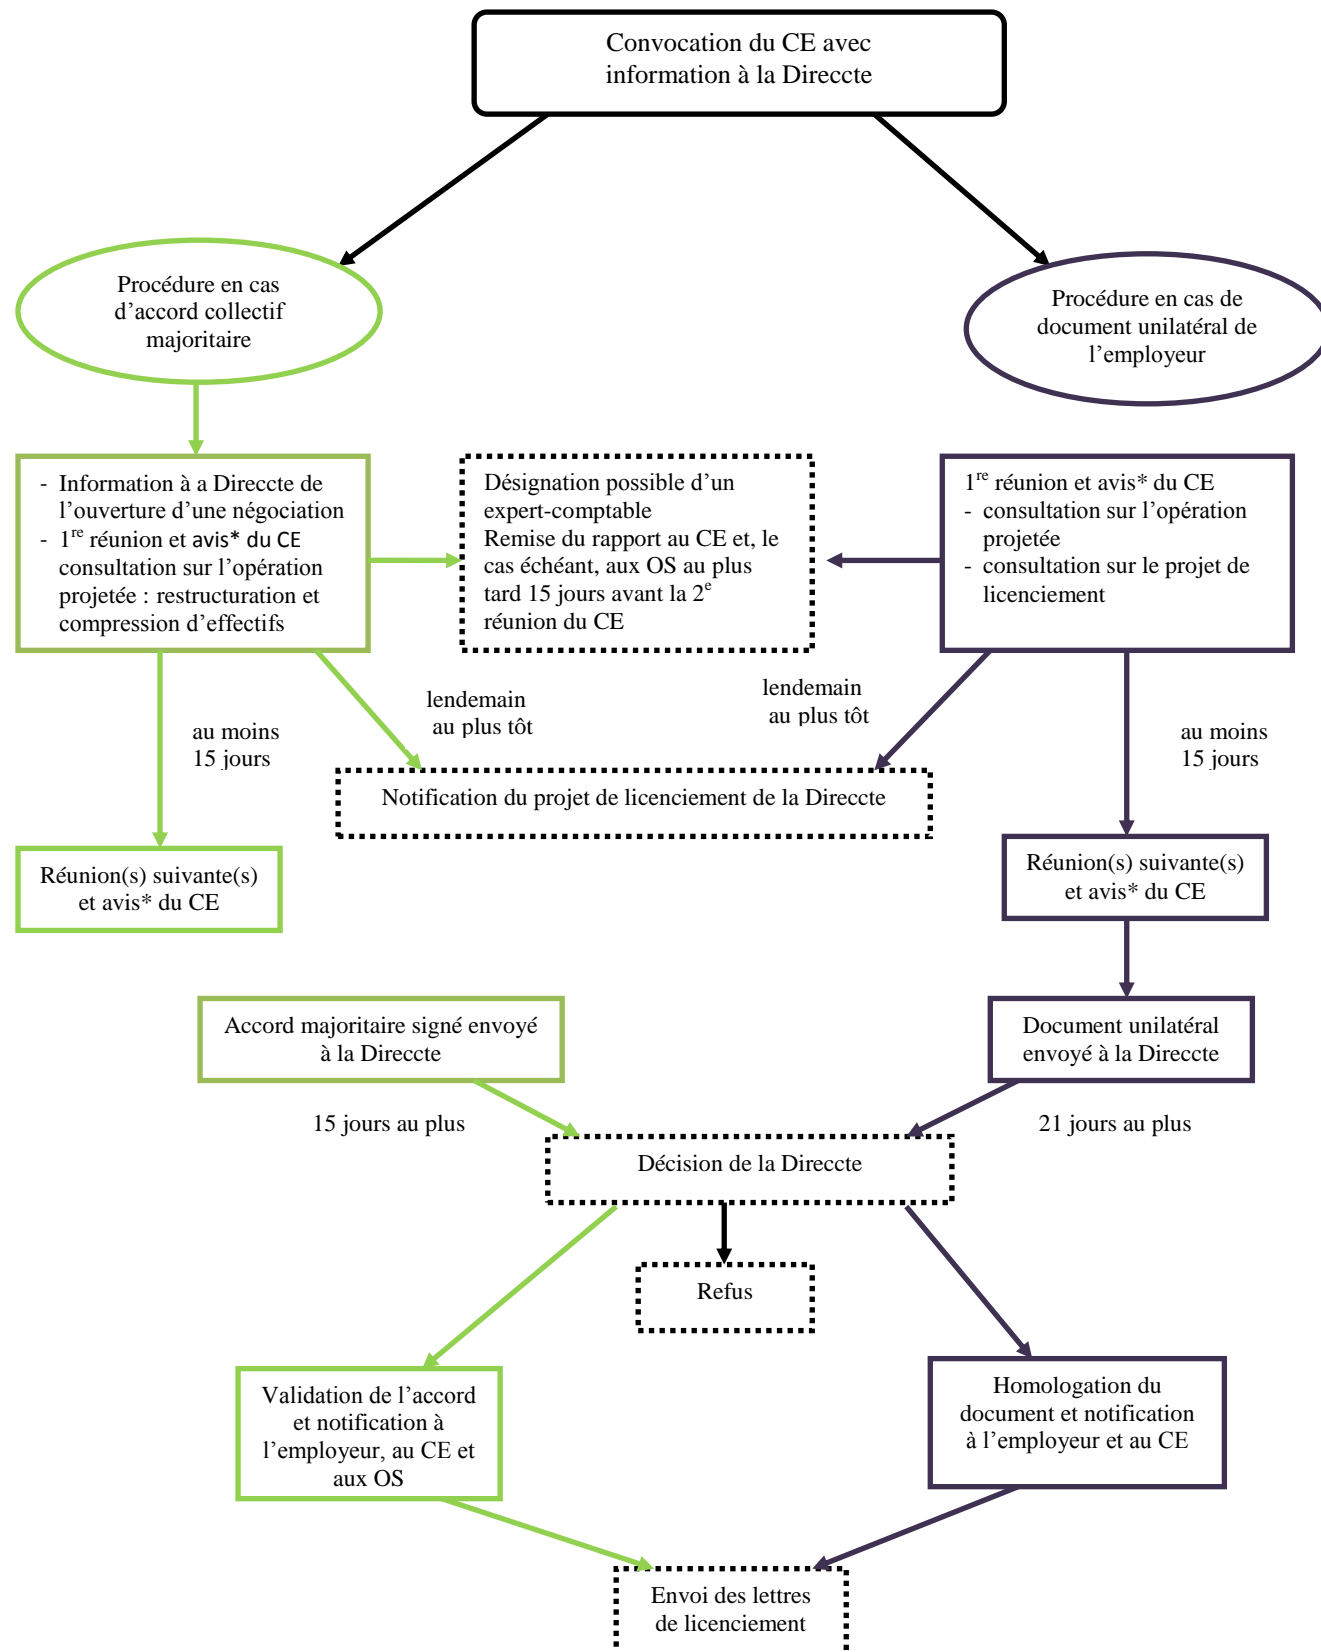 Convocation du CE avec
information à la Direccte
Procédure en cas
d’accord collectif
majoritaire
Procédure en cas de
document unilatéral de
l’employeur
- Information à a Direccte de
l’ouverture d’une négociation
- 1re réunion et avis* du CE
consultation sur l’opération
projetée : restructuration et
compression d’effectifs
Désignation possible d’un
expert-comptable
Remise du rapport au CE et, le
cas échéant, aux OS au plus
tard 15 jours avant la 2e
réunion du CE
1re réunion et avis* du CE
- consultation sur l’opération
projetée
- consultation sur le projet de
licenciement
au moins
15 jours
lendemain
au plus tôt
lendemain
au plus tôt
au moins
15 jours
Notification du projet de licenciement de la Direccte
Réunion(s) suivante(s)
et avis* du CE
Réunion(s) suivante(s)
et avis* du CE
Accord majoritaire signé envoyé
à la Direccte
Document unilatéral
envoyé à la Direccte
15 jours au plus
21 jours au plus
Décision de la Direccte
Refus
Validation de l’accord
et notification à
l’employeur, au CE et
aux OS
Homologation du
document et notification
à l’employeur et au CE
Envoi des lettres
de licenciement